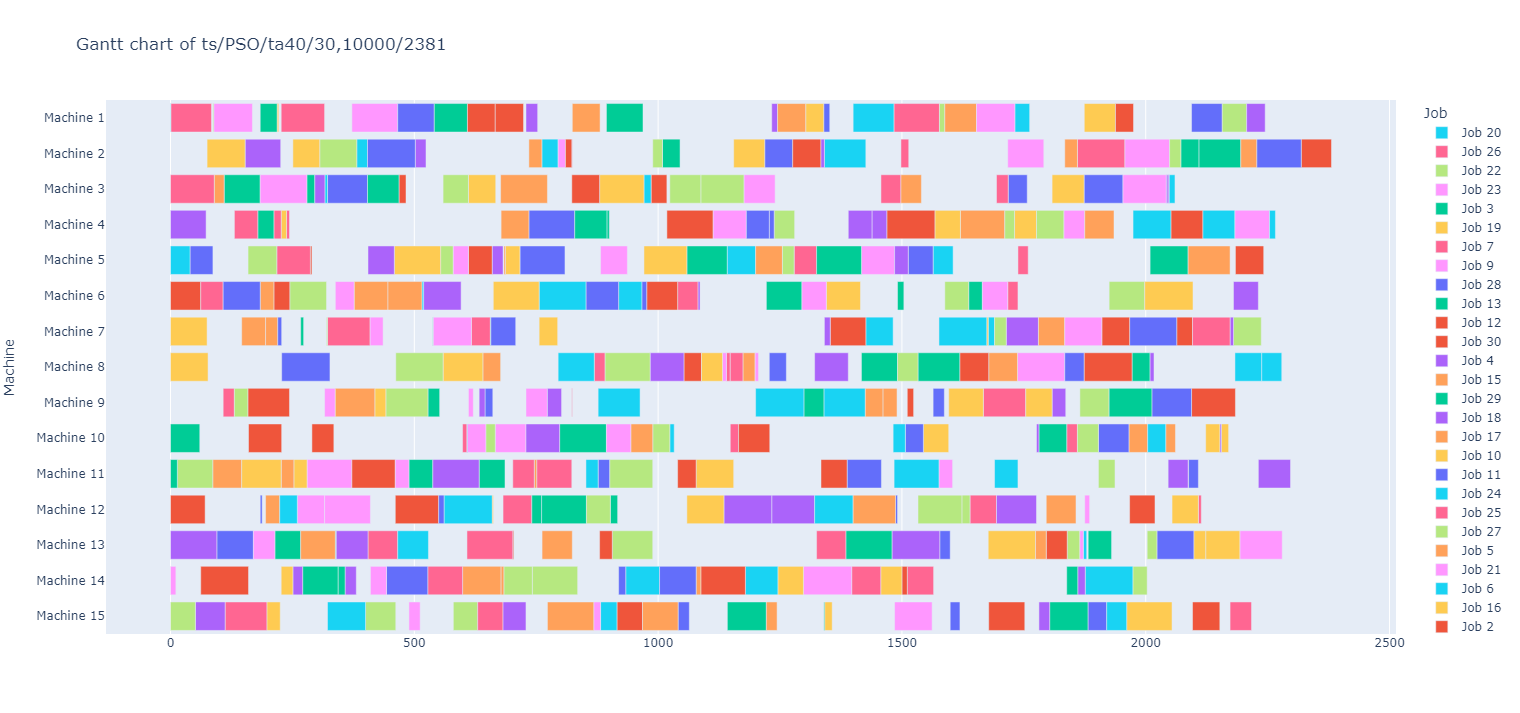 Gantt chart of ts/PSO/ta40/30,10000/2381
Machine
Machine 1
Machine 2
Machine 3
Machine 4
Machine 5
Machine 6
Machine 7
Machine 8
Machine 9
Machine 10
Machine 11
Machine 12
Machine 13
Machine 14
Machine 15
0 500 1000 1500 2000 2500
Job
Job 20
Job 26
Job 22
Job 23
Job 3
Job 19
Job 7
Job 9
Job 28
Job 13
Job 12
Job 30
Job 4
Job 15
Job 29
Job 18
Job 17
Job 10
Job 11
Job 24
Job 25
Job 27
Job 5
Job 21
Job 6
Job 16
Job 2